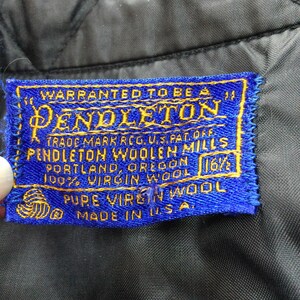 "WARRANTED TO BE A
PENDLETON"
TRADE MARK REG. U.S. PAT. OFF.
PENDLETON WOOLEN MILLS
PORTLAND, OREGON 16½
100% VIRGIN WOOL
PURE VIRGIN WOOL
MADE IN U.S.A